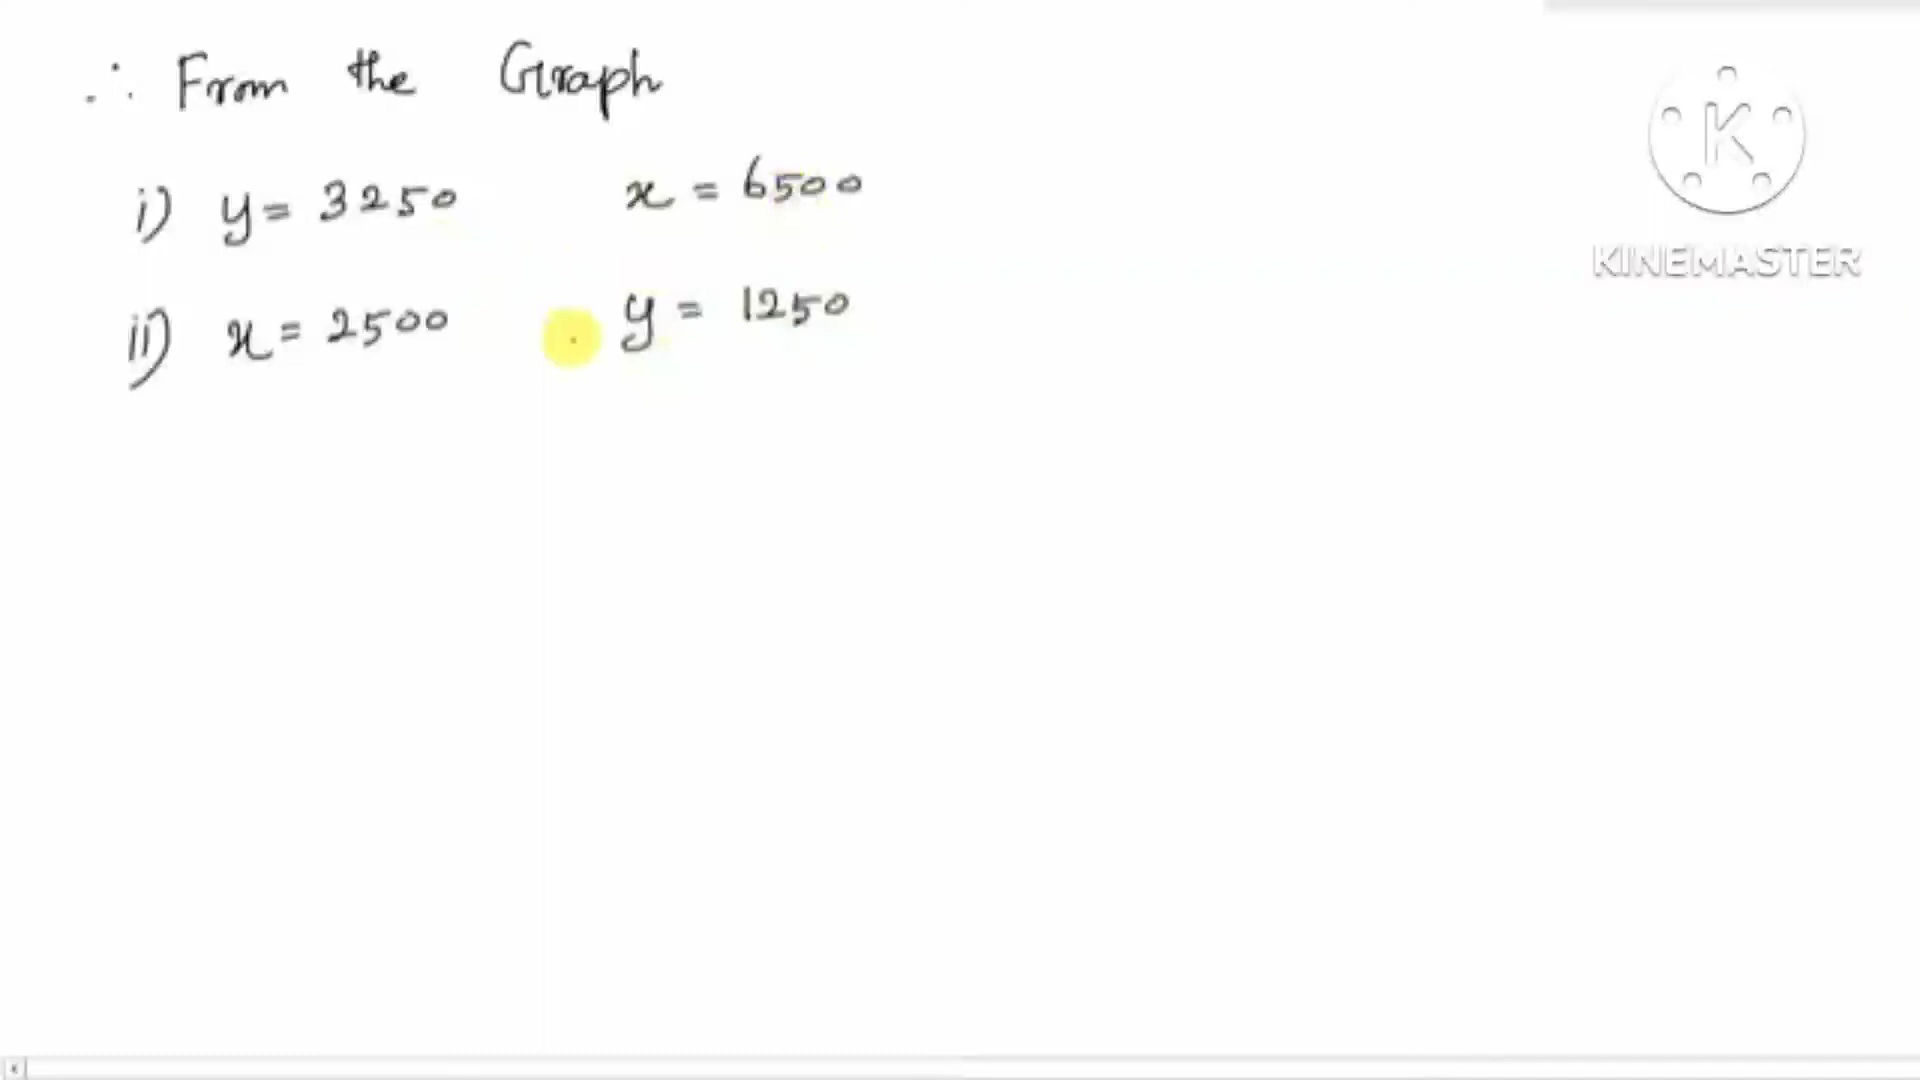 ∴ From the Graph
i) y = 3250 x = 6500
ii) x = 2500 y = 1250
K
KINEMASTER